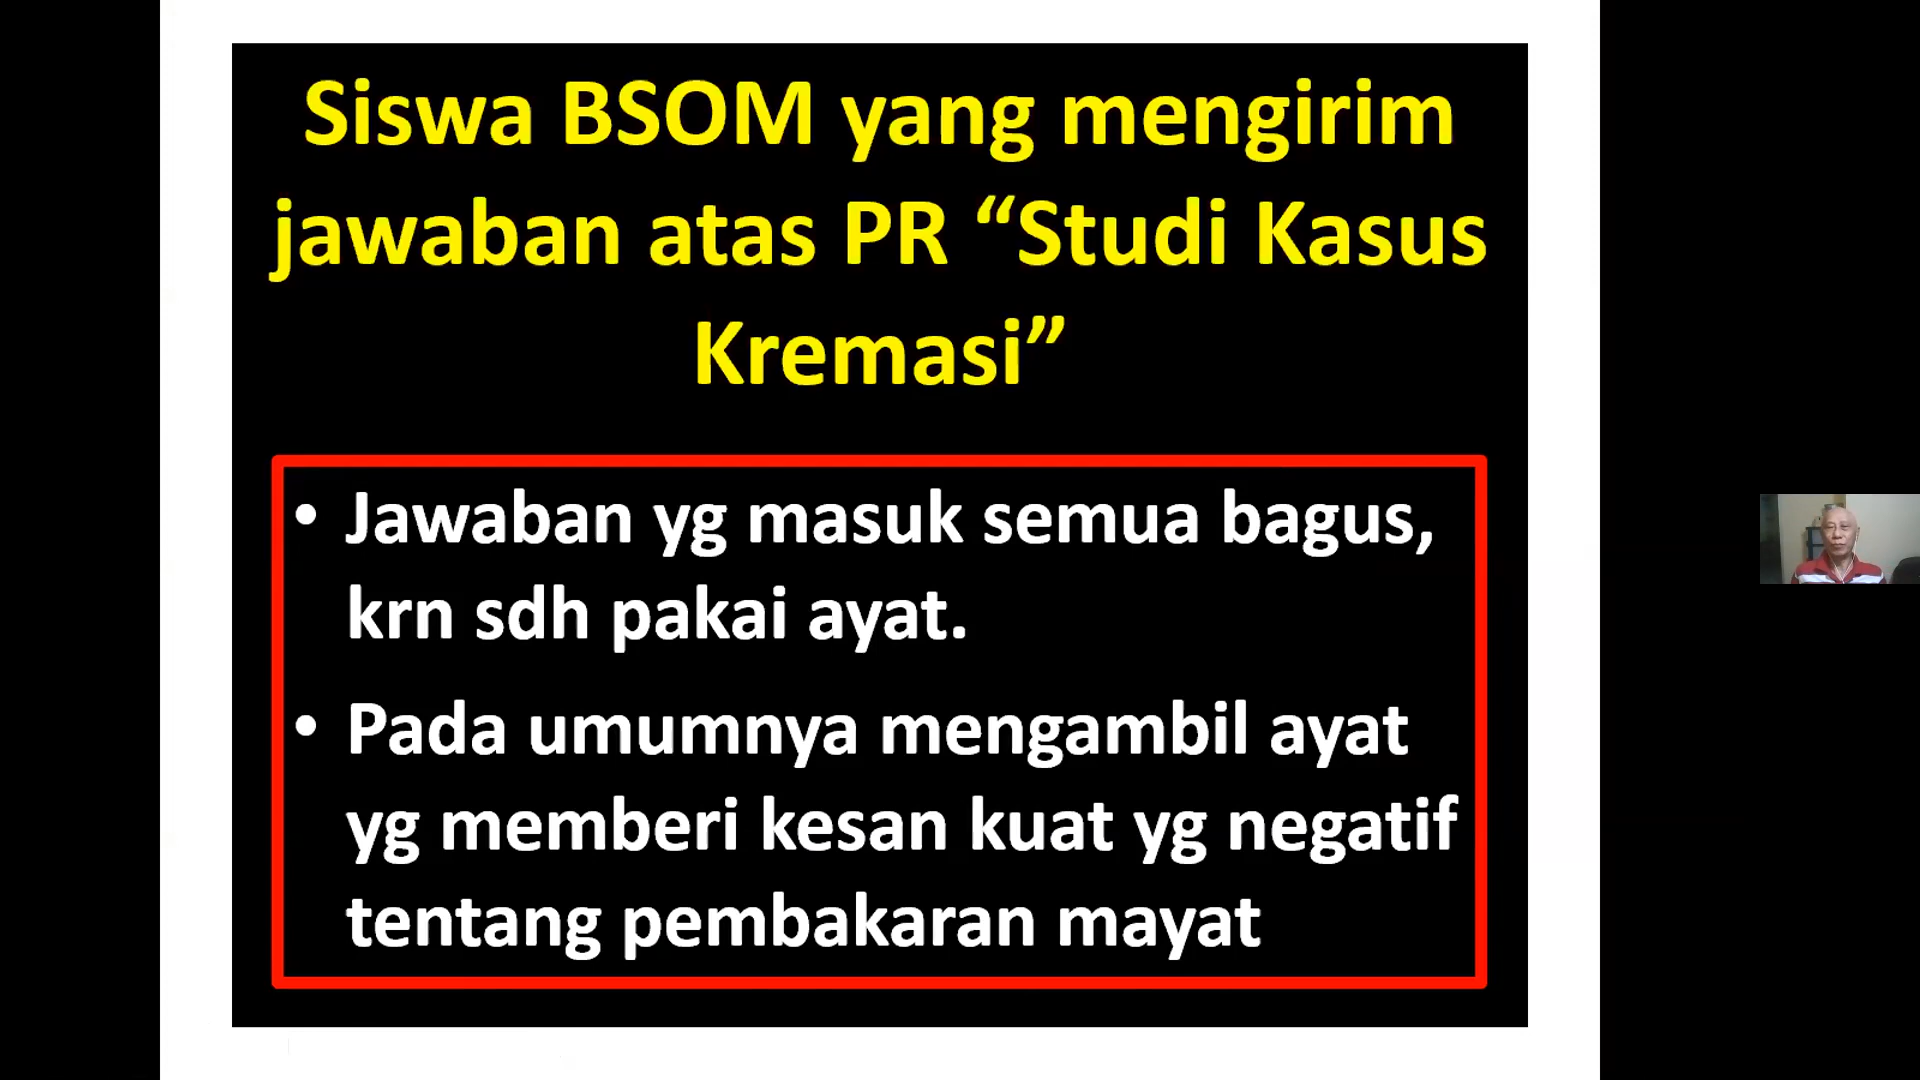 Siswa BSOM yang mengirim
jawaban atas PR “Studi Kasus
Kremasi”
• Jawaban yg masuk semua bagus,
krn sdh pakai ayat.
• Pada umumnya mengambil ayat
yg memberi kesan kuat yg negatif
tentang pembakaran mayat